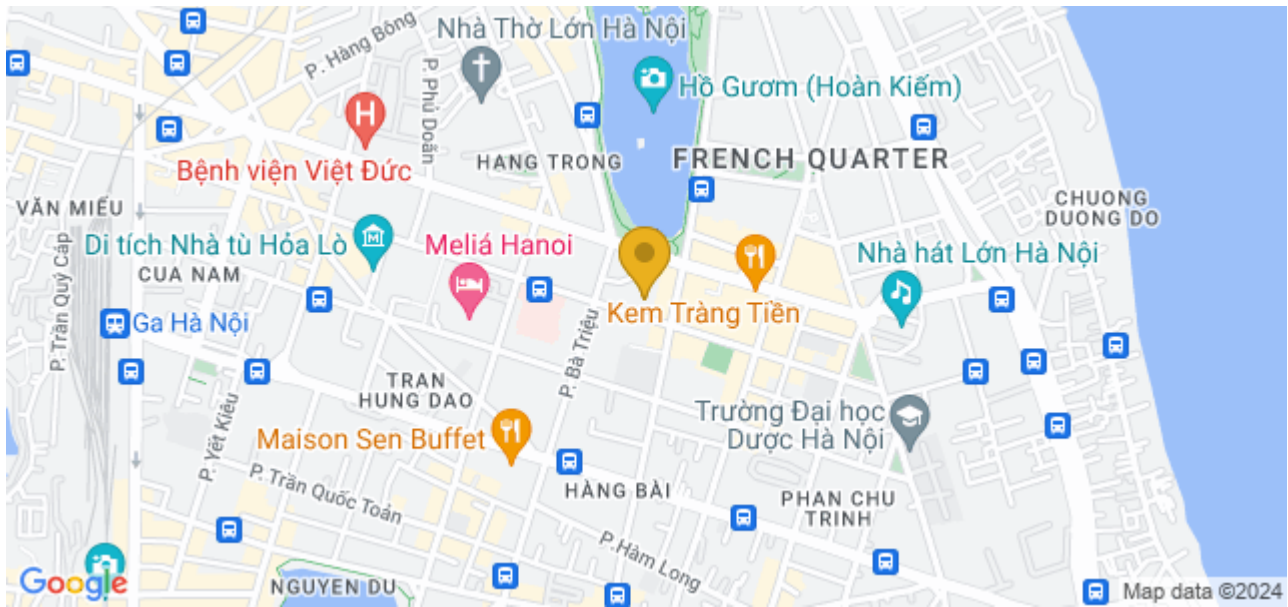 Nhà Thờ Lớn Hà Nội
P. Hàng Bông
P. Phủ Doãn
Hồ Gươm (Hoàn Kiếm)
HANG TRONG
FRENCH QUARTER
Bệnh viện Việt Đức
VĂN MIẾU
CHUONG
DUONG DO
Di tích Nhà tù Hỏa Lò
Meliá Hanoi
Nhà hát Lớn Hà Nội
CUA NAM
P. Trần Quý Cáp
Ga Hà Nội
Kem Tràng Tiền
P. Bà Triệu
TRAN
HUNG DAO
P. Yết Kiêu
Trường Đại học
Dược Hà Nội
Maison Sen Buffet
P. Trần Quốc Toản
HÀNG BÀI
PHAN CHU
TRINH
P.Hàm Long
NGUYEN DU
Google
Map data ©2024